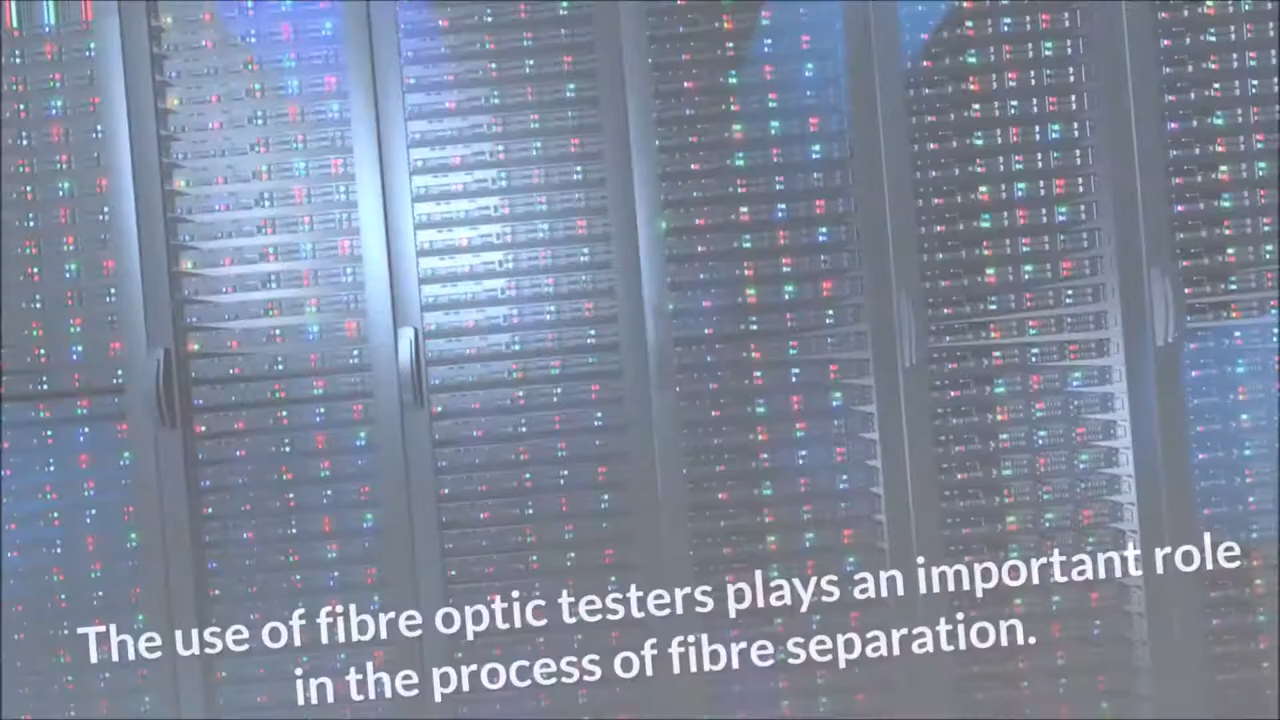 The use of fibre optic testers plays an important role
in the process of fibre separation.